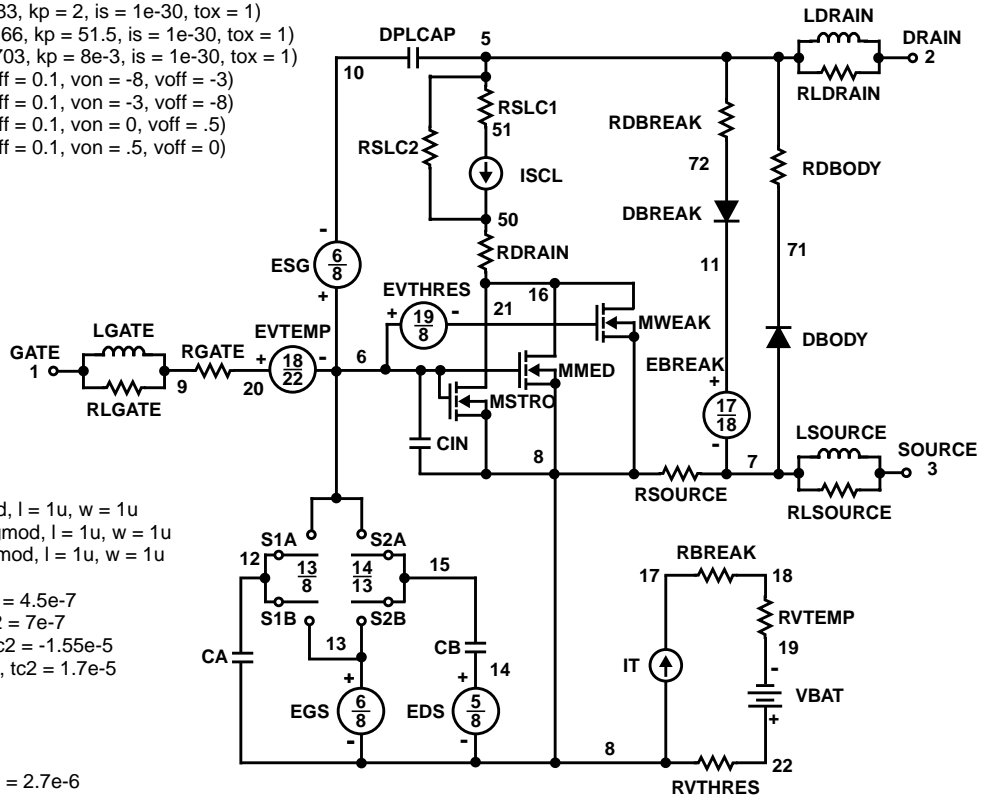 33, kp = 2, is = 1e-30, tox = 1)
66, kp = 51.5, is = 1e-30, tox = 1)
703, kp = 8e-3, is = 1e-30, tox = 1)
ff = 0.1, von = -8, voff = -3)
ff = 0.1, von = -3, voff = -8)
ff = 0.1, von = 0, voff = .5)
ff = 0.1, von = .5, voff = 0)
DPLCAP
5
10
LDRAIN
DRAIN
2
RLDRAIN
RSLC1
51
RSLC2
ISCL
50
RDRAIN
RDBREAK
72
RDBODY
DBREAK
71
11
ESG
6
8
-
+
EVTHRES
+
19
8
-
21
16
MWEAK
LGATE
GATE
1
RLGATE
9
RGATE
20
EVTEMP
+
18
22
-
6
MMED
MSTRO
CIN
8
DBODY
EBREAK
+
17
18
-
7
RSOURCE
LSOURCE
SOURCE
3
RLSOURCE
d, l = 1u, w = 1u
gmod, l = 1u, w = 1u
mod, l = 1u, w = 1u
= 4.5e-7
2 = 7e-7
c2 = -1.55e-5
, tc2 = 1.7e-5
= 2.7e-6
S1A
S2A
12
13
8
14
13
15
S1B
S2B
13
CA
CB
14
+
EGS
6
8
-
+
EDS
5
8
-
8
RBREAK
17
18
RVTEMP
19
IT
-
VBAT
+
22
RVTHRES